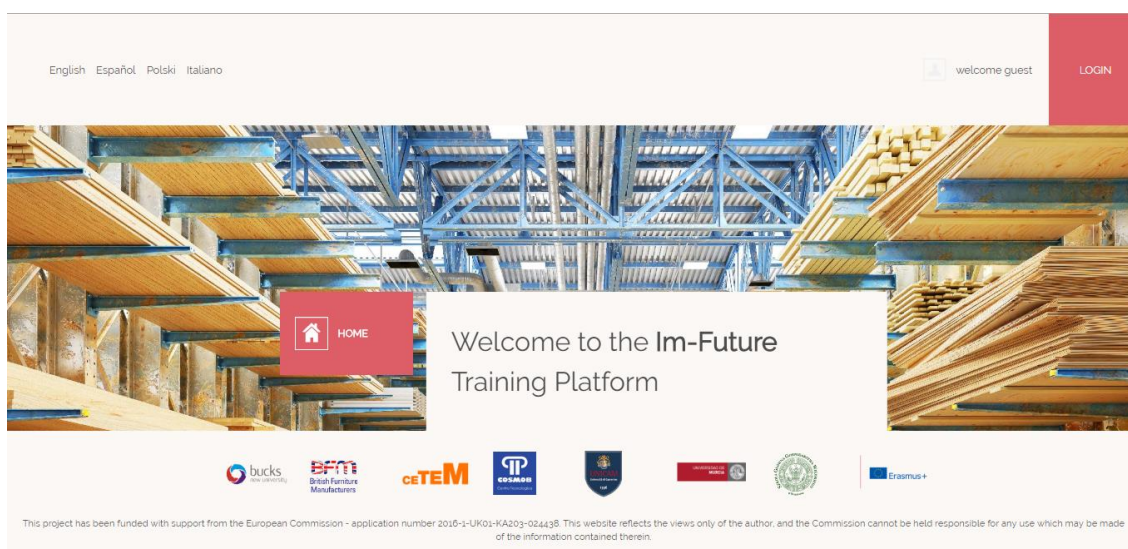 English Español Polski Italiano
welcome guest
LOGIN
HOME
Welcome to the Im-Future
Training Platform
bucks
new university
BFM
British Furniture
Manufacturers
CETEM
COSMOB
UNIVERSIDAD DE
MURCIA
Erasmus+
This project has been funded with support from the European Commission - application number 2016-1-UK01-KA203-024438. This website reflects the views only of the author, and the Commission cannot be held responsible for any use which may be made
of the information contained therein.